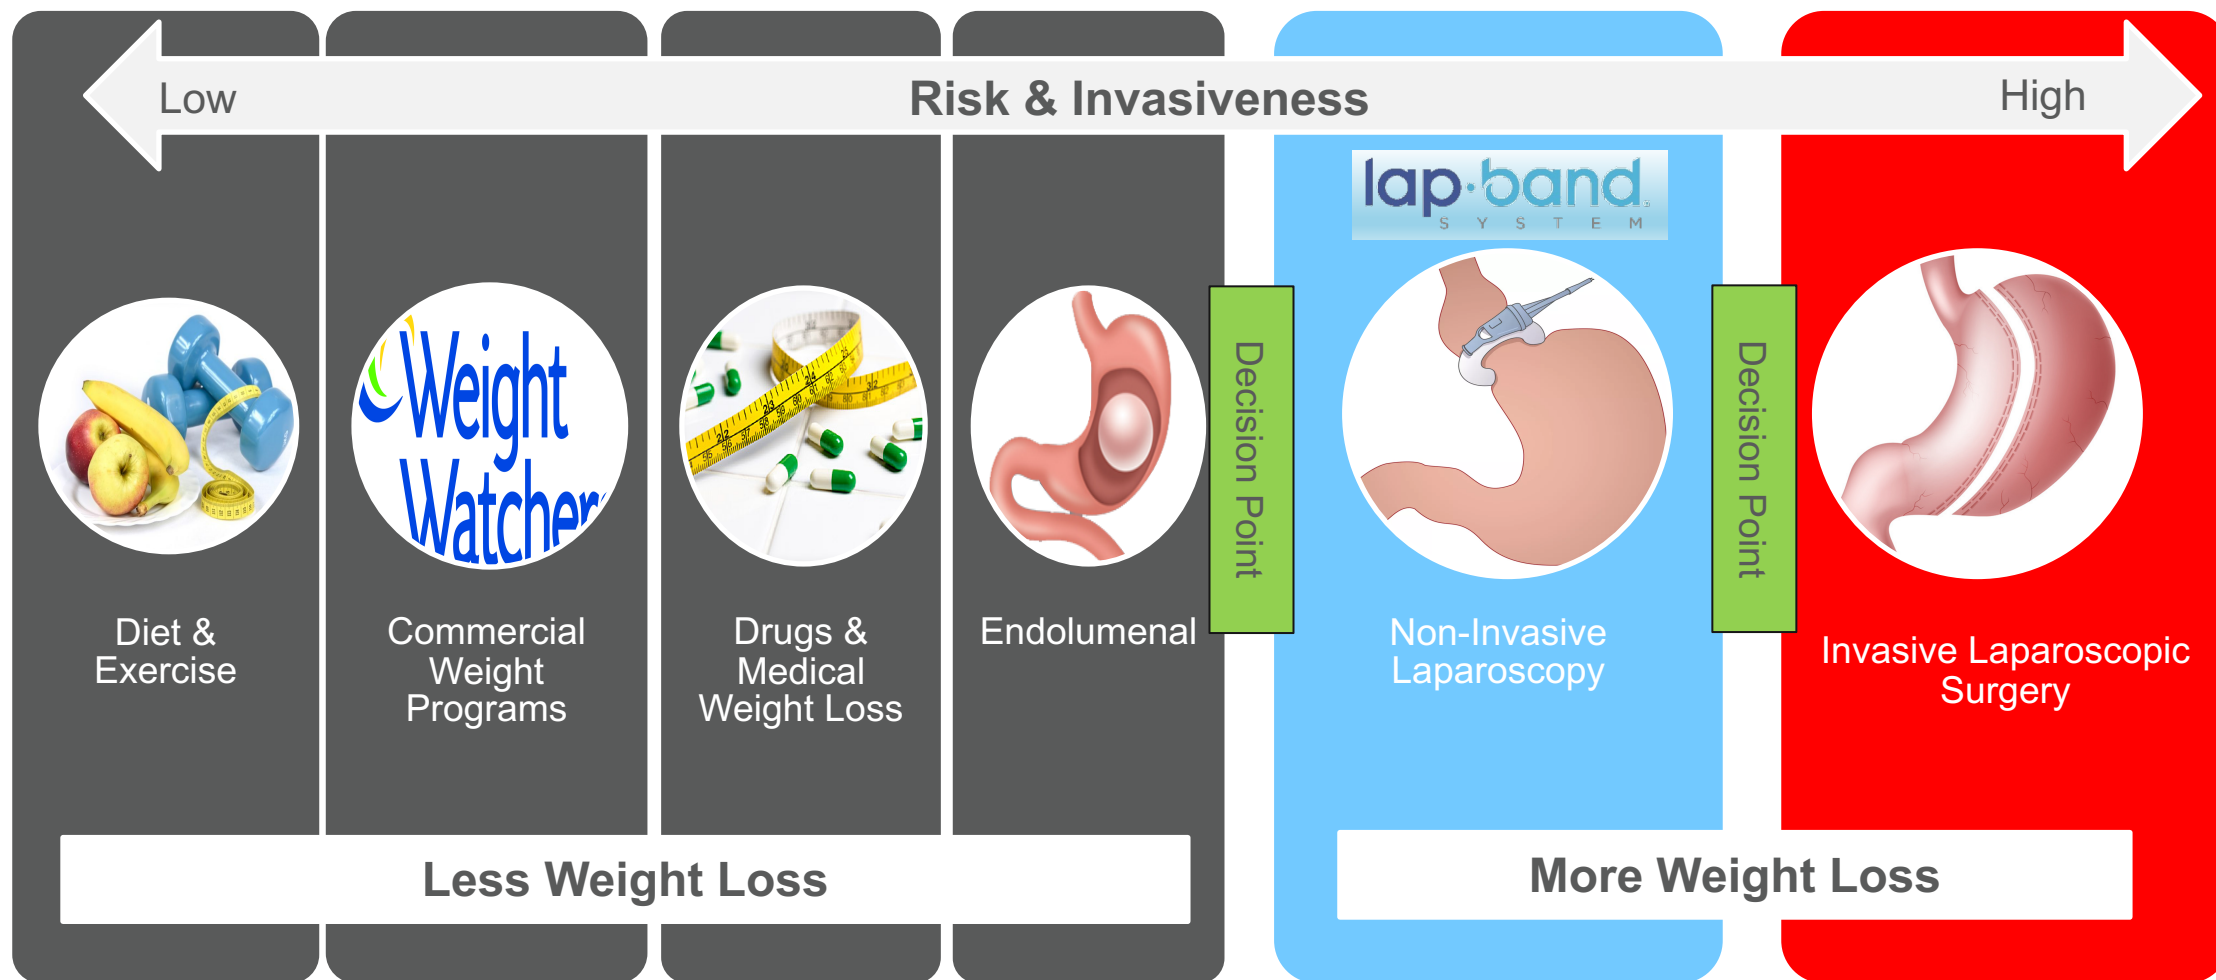 Low
Risk & Invasiveness
High
lap·band®
SYSTEM
Weight
Watcher
Decision Point
Decision Point
Diet &
Exercise
Commercial
Weight
Programs
Drugs &
Medical
Weight Loss
Endolumenal
Non-Invasive
Laparoscopy
Invasive Laparoscopic
Surgery
Less Weight Loss
More Weight Loss